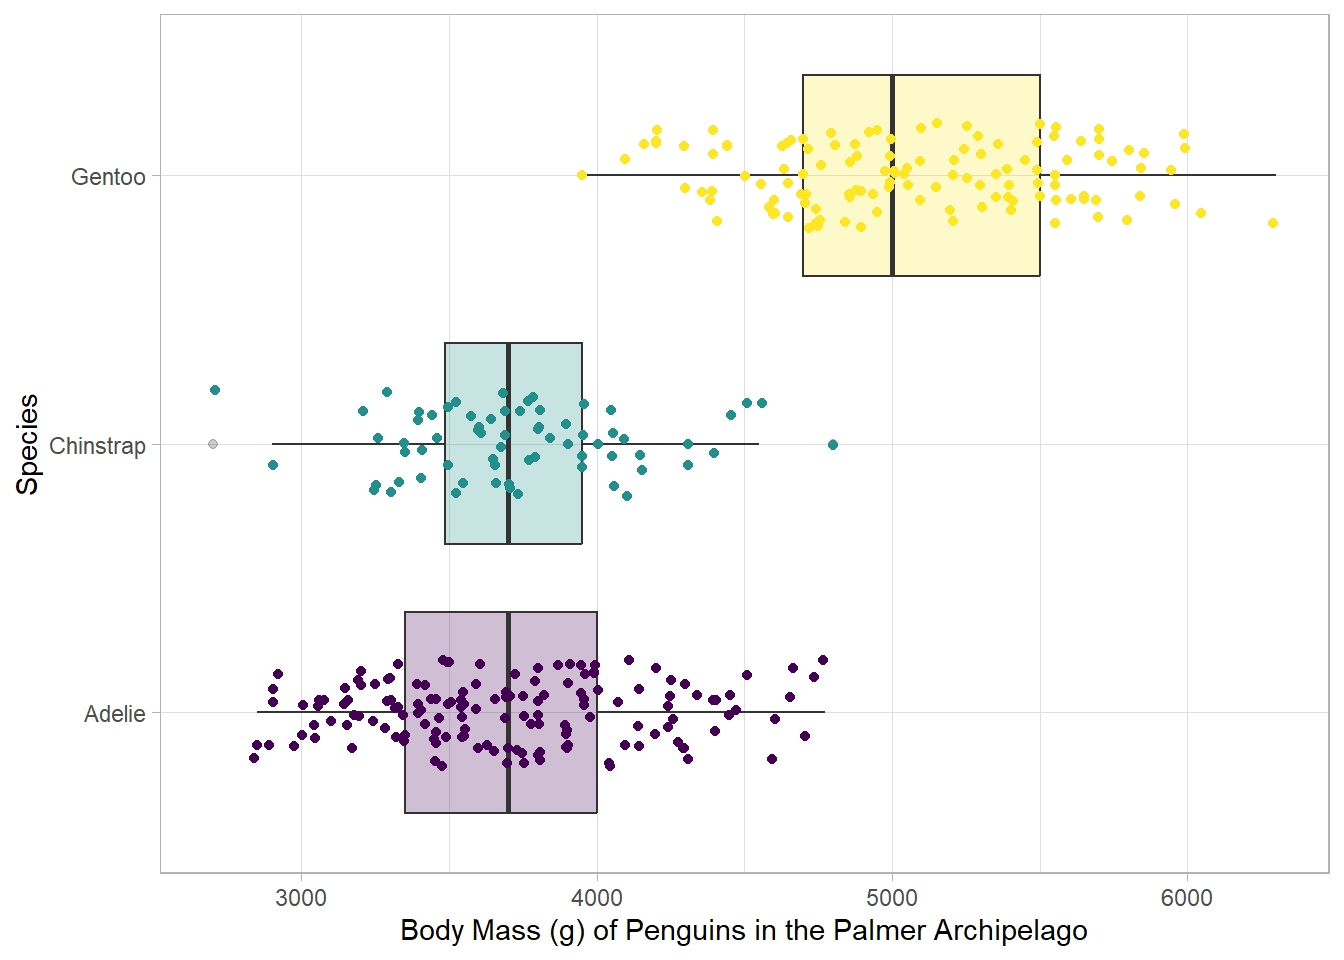 Species
Gentoo
Chinstrap
Adelie
3000 4000 5000 6000
Body Mass (g) of Penguins in the Palmer Archipelago